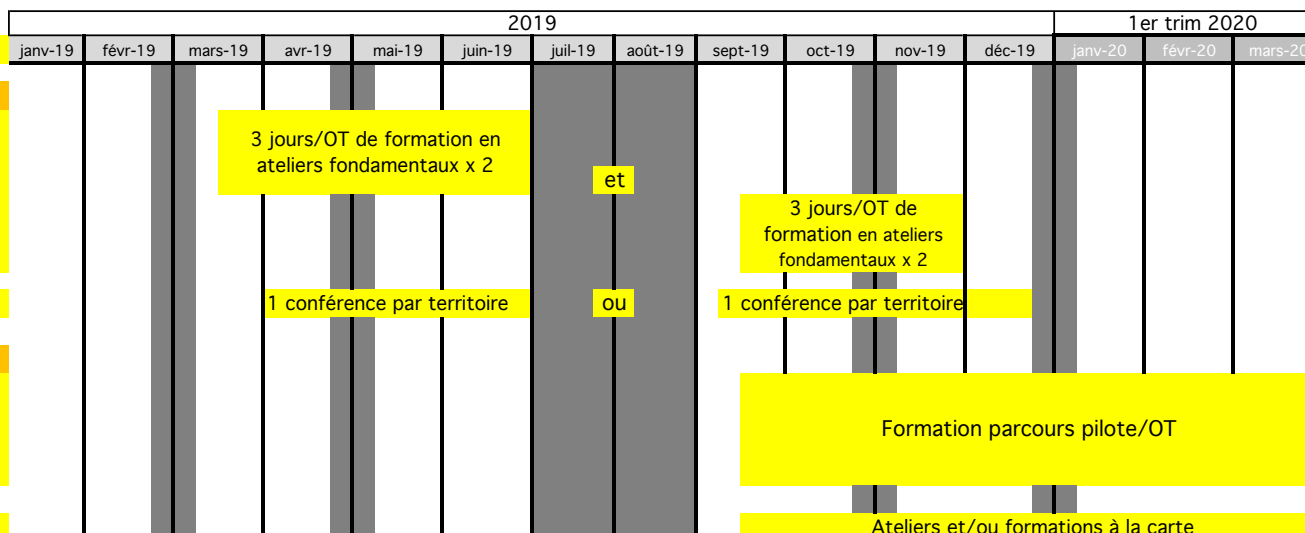 2019 1er trim 2020
janv-19 févr-19 mars-19 avr-19 mai-19 juin-19 juil-19 août-19 sept-19 oct-19 nov-19 déc-19 janv-20 févr-20 mars-20
3 jours/OT de formation en
ateliers fondamentaux x 2
et
3 jours/OT de
formation en ateliers
fondamentaux x 2
1 conférence par territoire ou 1 conférence par territoire
Formation parcours pilote/OT
Ateliers et/ou formations à la carte